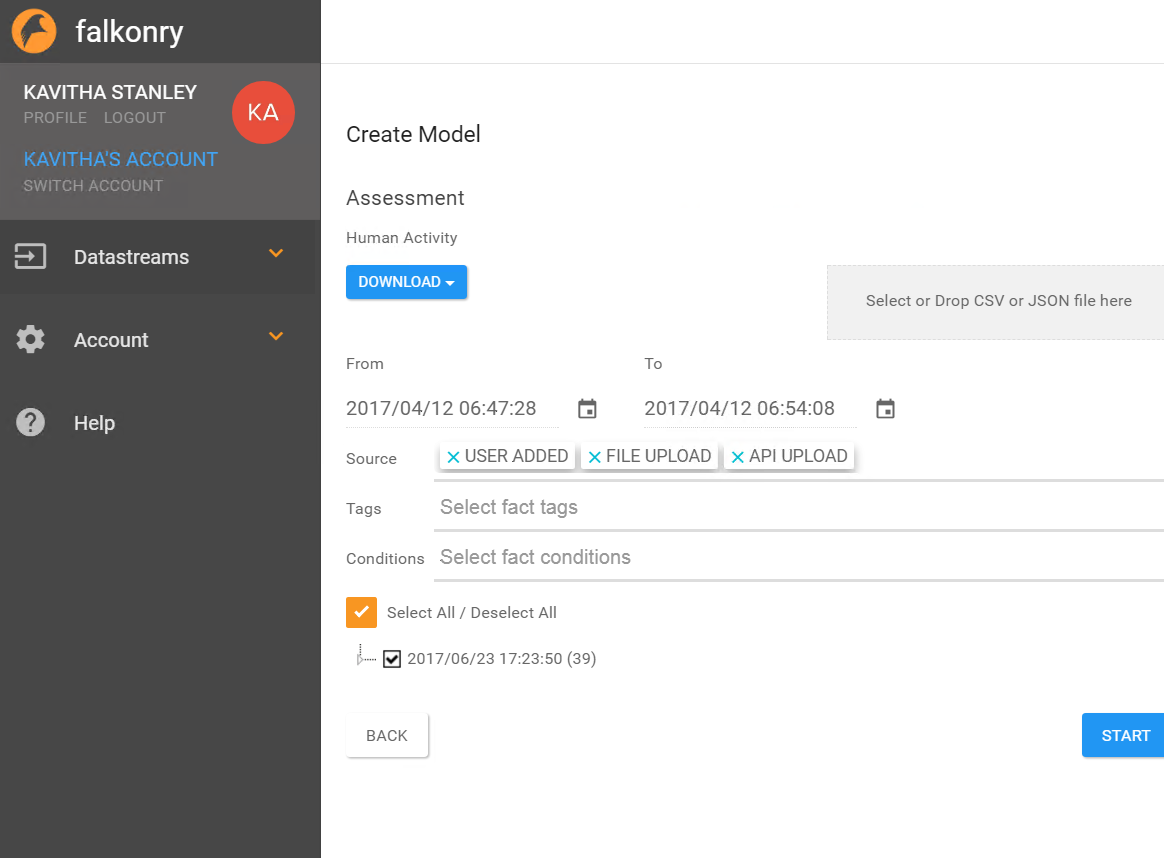 falkonry
KAVITHA STANLEY
PROFILE LOGOUT
KA
KAVITHA'S ACCOUNT
SWITCH ACCOUNT
Datastreams
Account
Help
Create Model
Assessment
Human Activity
DOWNLOAD
Select or Drop CSV or JSON file here
From To
2017/04/12 06:47:28 2017/04/12 06:54:08
Source USER ADDED FILE UPLOAD API UPLOAD
Tags Select fact tags
Conditions Select fact conditions
Select All / Deselect All
2017/06/23 17:23:50 (39)
BACK START